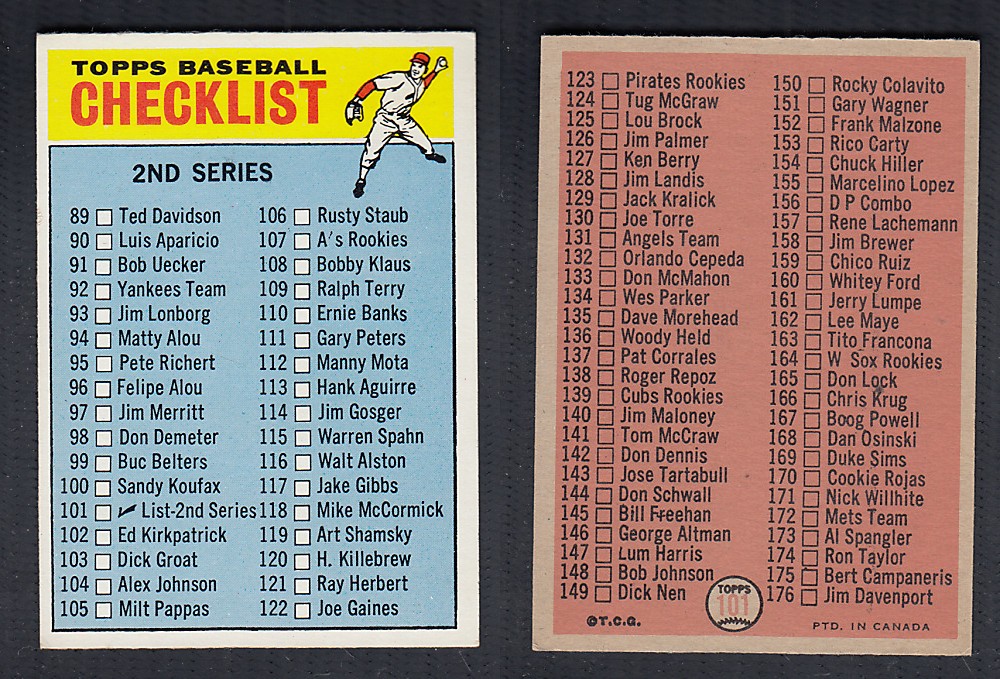 TOPPS BASEBALL
CHECKLIST
2ND SERIES
89 Ted Davidson
90 Luis Aparicio
91 Bob Uecker
92 Yankees Team
93 Jim Lonborg
94 Matty Alou
95 Pete Richert
96 Felipe Alou
97 Jim Merritt
98 Don Demeter
99 Buc Belters
100 Sandy Koufax
101 List-2nd Series
102 Ed Kirkpatrick
103 Dick Groat
104 Alex Johnson
105 Milt Pappas
106 Rusty Staub
107 A's Rookies
108 Bobby Klaus
109 Ralph Terry
110 Ernie Banks
111 Gary Peters
112 Manny Mota
113 Hank Aguirre
114 Jim Gosger
115 Warren Spahn
116 Walt Alston
117 Jake Gibbs
118 Mike McCormick
119 Art Shamsky
120 H. Killebrew
121 Ray Herbert
122 Joe Gaines
123 Pirates Rookies
124 Tug McGraw
125 Lou Brock
126 Jim Palmer
127 Ken Berry
128 Jim Landis
129 Jack Kralick
130 Joe Torre
131 Angels Team
132 Orlando Cepeda
133 Don McMahon
134 Wes Parker
135 Dave Morehead
136 Woody Held
137 Pat Corrales
138 Roger Repoz
139 Cubs Rookies
140 Jim Maloney
141 Tom McCraw
142 Don Dennis
143 Jose Tartabull
144 Don Schwall
145 Bill Freehan
146 George Altman
147 Lum Harris
148 Bob Johnson
149 Dick Nen
150 Rocky Colavito
151 Gary Wagner
152 Frank Malzone
153 Rico Carty
154 Chuck Hiller
155 Marcelino Lopez
156 D P Combo
157 Rene Lachemann
158 Jim Brewer
159 Chico Ruiz
160 Whitey Ford
161 Jerry Lumpe
162 Lee Maye
163 Tito Francona
164 W Sox Rookies
165 Don Lock
166 Chris Krug
167 Boog Powell
168 Dan Osinski
169 Duke Sims
170 Cookie Rojas
171 Nick Willhite
172 Mets Team
173 Al Spangler
174 Ron Taylor
175 Bert Campaneris
176 Jim Davenport
TOPPS
101
©T.C.G.
PTD. IN CANADA